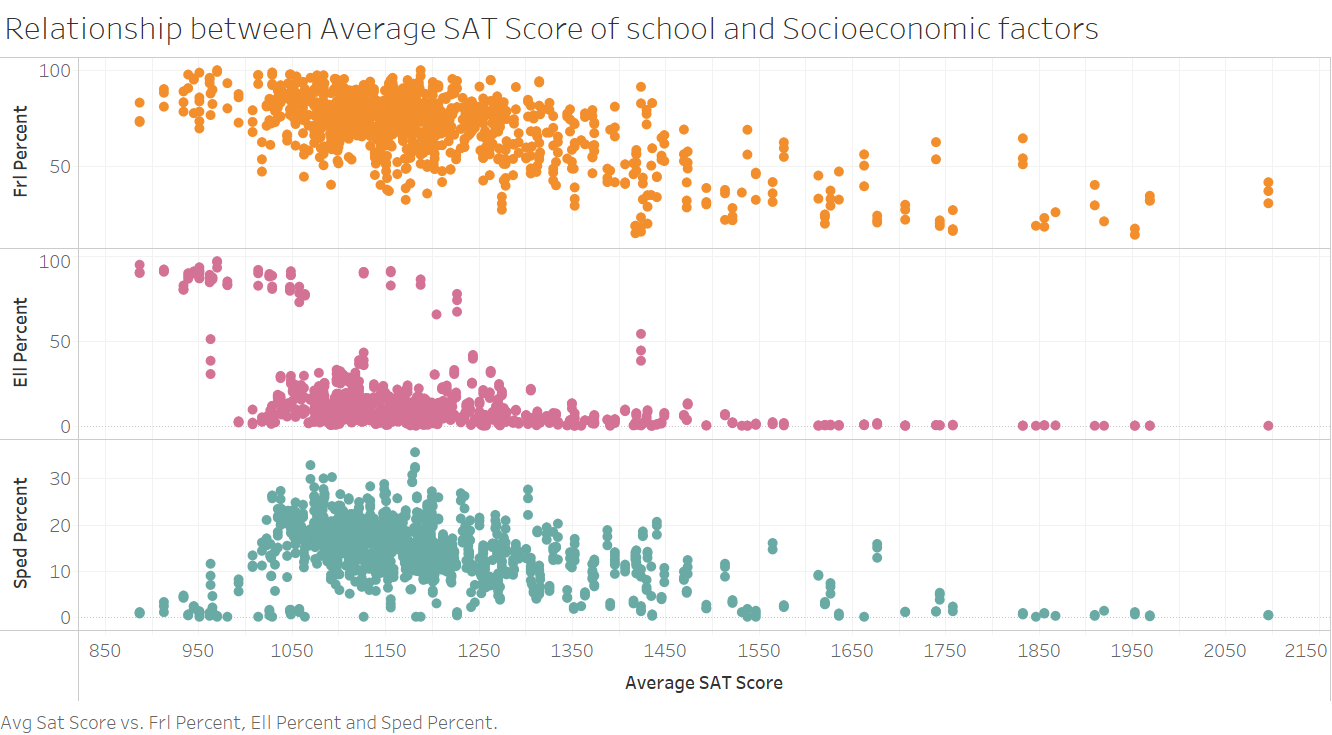 Relationship between Average SAT Score of school and Socioeconomic factors
100
50
Frl Percent
100
50
0
Ell Percent
30
20
10
0
Sped Percent
850 950 1050 1150 1250 1350 1450 1550 1650 1750 1850 1950 2050 2150
Average SAT Score
Avg Sat Score vs. Frl Percent, Ell Percent and Sped Percent.